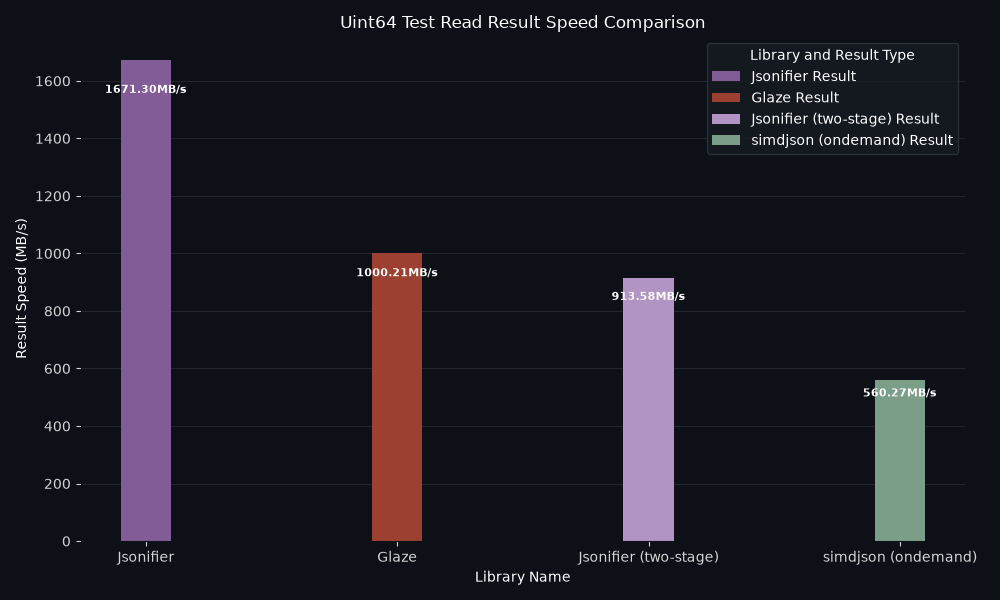 Uint64 Test Read Result Speed Comparison
Library and Result Type
Jsonifier Result
Glaze Result
Jsonifier (two-stage) Result
simdjson (ondemand) Result
Result Speed (MB/s)
1600
1400
1200
1000
800
600
400
200
0
1671.30MB/s
1000.21MB/s
913.58MB/s
560.27MB/s
Jsonifier
Glaze
Jsonifier (two-stage)
simdjson (ondemand)
Library Name